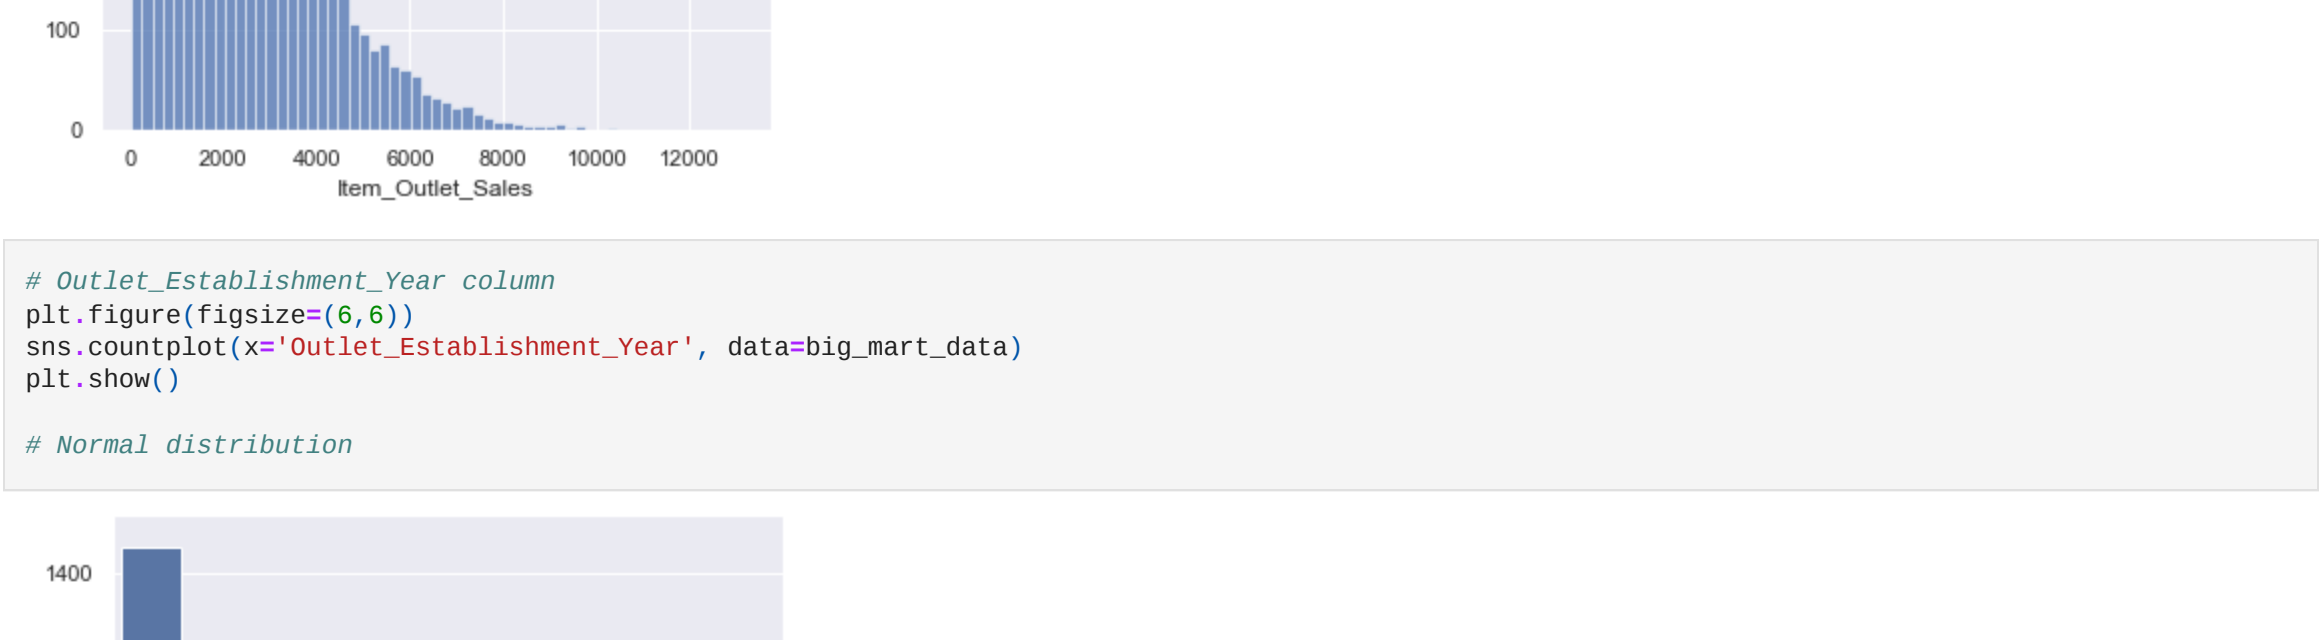 100
0
0 2000 4000 6000 8000 10000 12000
Item_Outlet_Sales
# Outlet_Establishment_Year column
plt.figure(figsize=(6,6))
sns.countplot(x='Outlet_Establishment_Year', data=big_mart_data)
plt.show()
# Normal distribution
1400